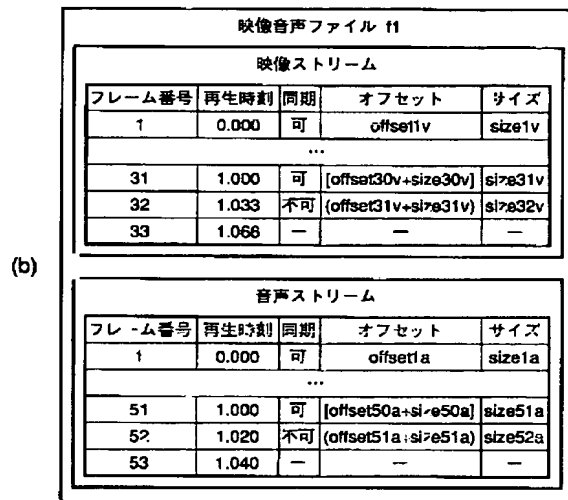 映像音声ファイル f1
映像ストリーム
フレーム番号 再生時刻 同期 オフセット サイズ
1 0.000 可 offset1v size1v
...
31 1.000 可 [offset30v+size30v] size31v
32 1.033 不可 (offset31v+size31v) size32v
33 1.066 — — —
(b)
音声ストリーム
フレーム番号 再生時刻 同期 オフセット サイズ
1 0.000 可 offset1a size1a
...
51 1.000 可 [offset50a+size50a] size51a
52 1.020 不可 (offset51a+size51a) size52a
53 1.040 — — —